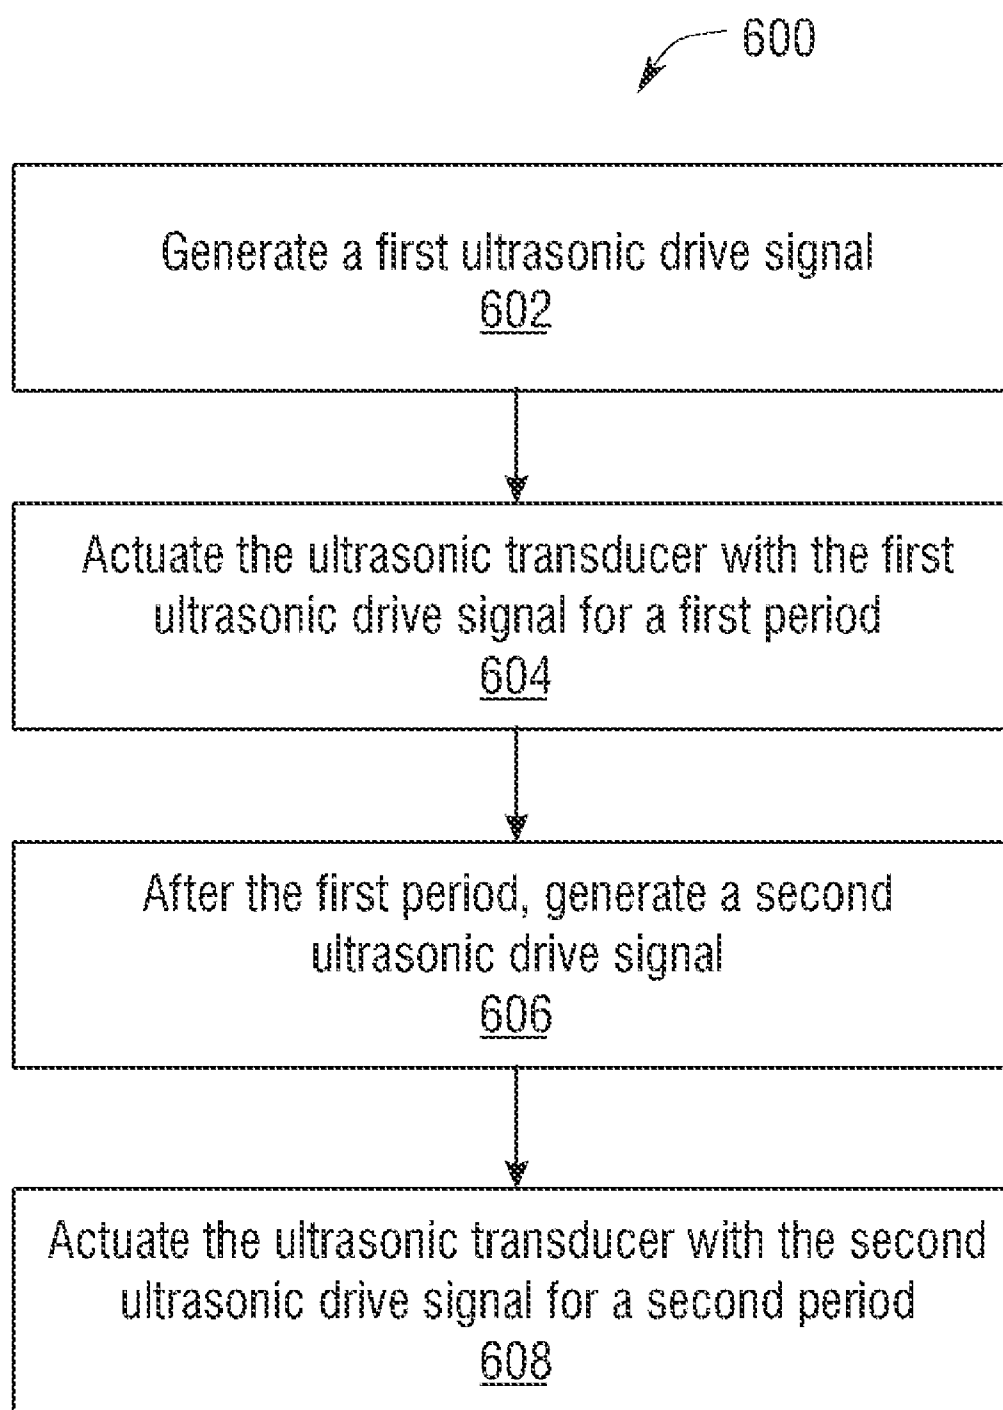 600
Generate a first ultrasonic drive signal
602
Actuate the ultrasonic transducer with the first
ultrasonic drive signal for a first period
604
After the first period, generate a second
ultrasonic drive signal
606
Actuate the ultrasonic transducer with the second
ultrasonic drive signal for a second period
608